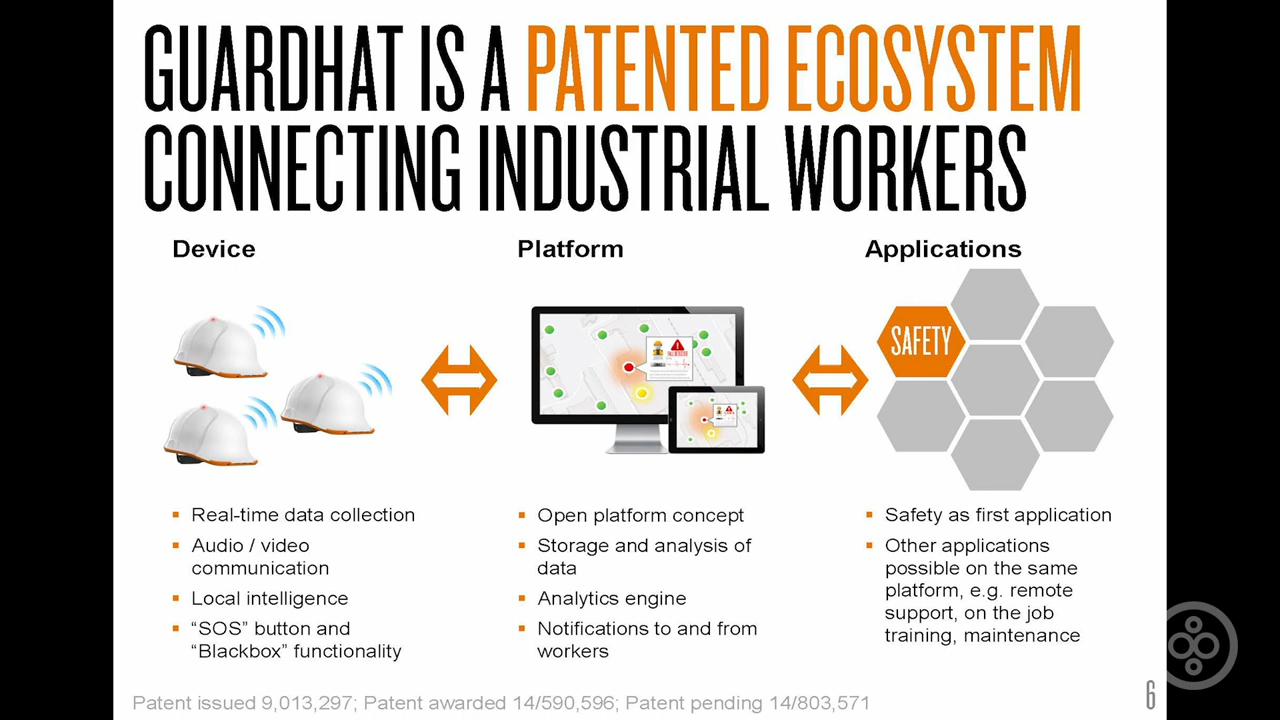 GUARDHAT IS A PATENTED ECOSYSTEM
CONNECTING INDUSTRIAL WORKERS
Device
Platform
Applications
SAFETY
Real-time data collection
Audio / video
communication
Local intelligence
“SOS” button and
“Blackbox” functionality
Open platform concept
Storage and analysis of
data
Analytics engine
Notifications to and from
workers
Safety as first application
Other applications
possible on the same
platform, e.g. remote
support, on the job
training, maintenance
Patent issued 9,013,297; Patent awarded 14/590,596; Patent pending 14/803,571
6